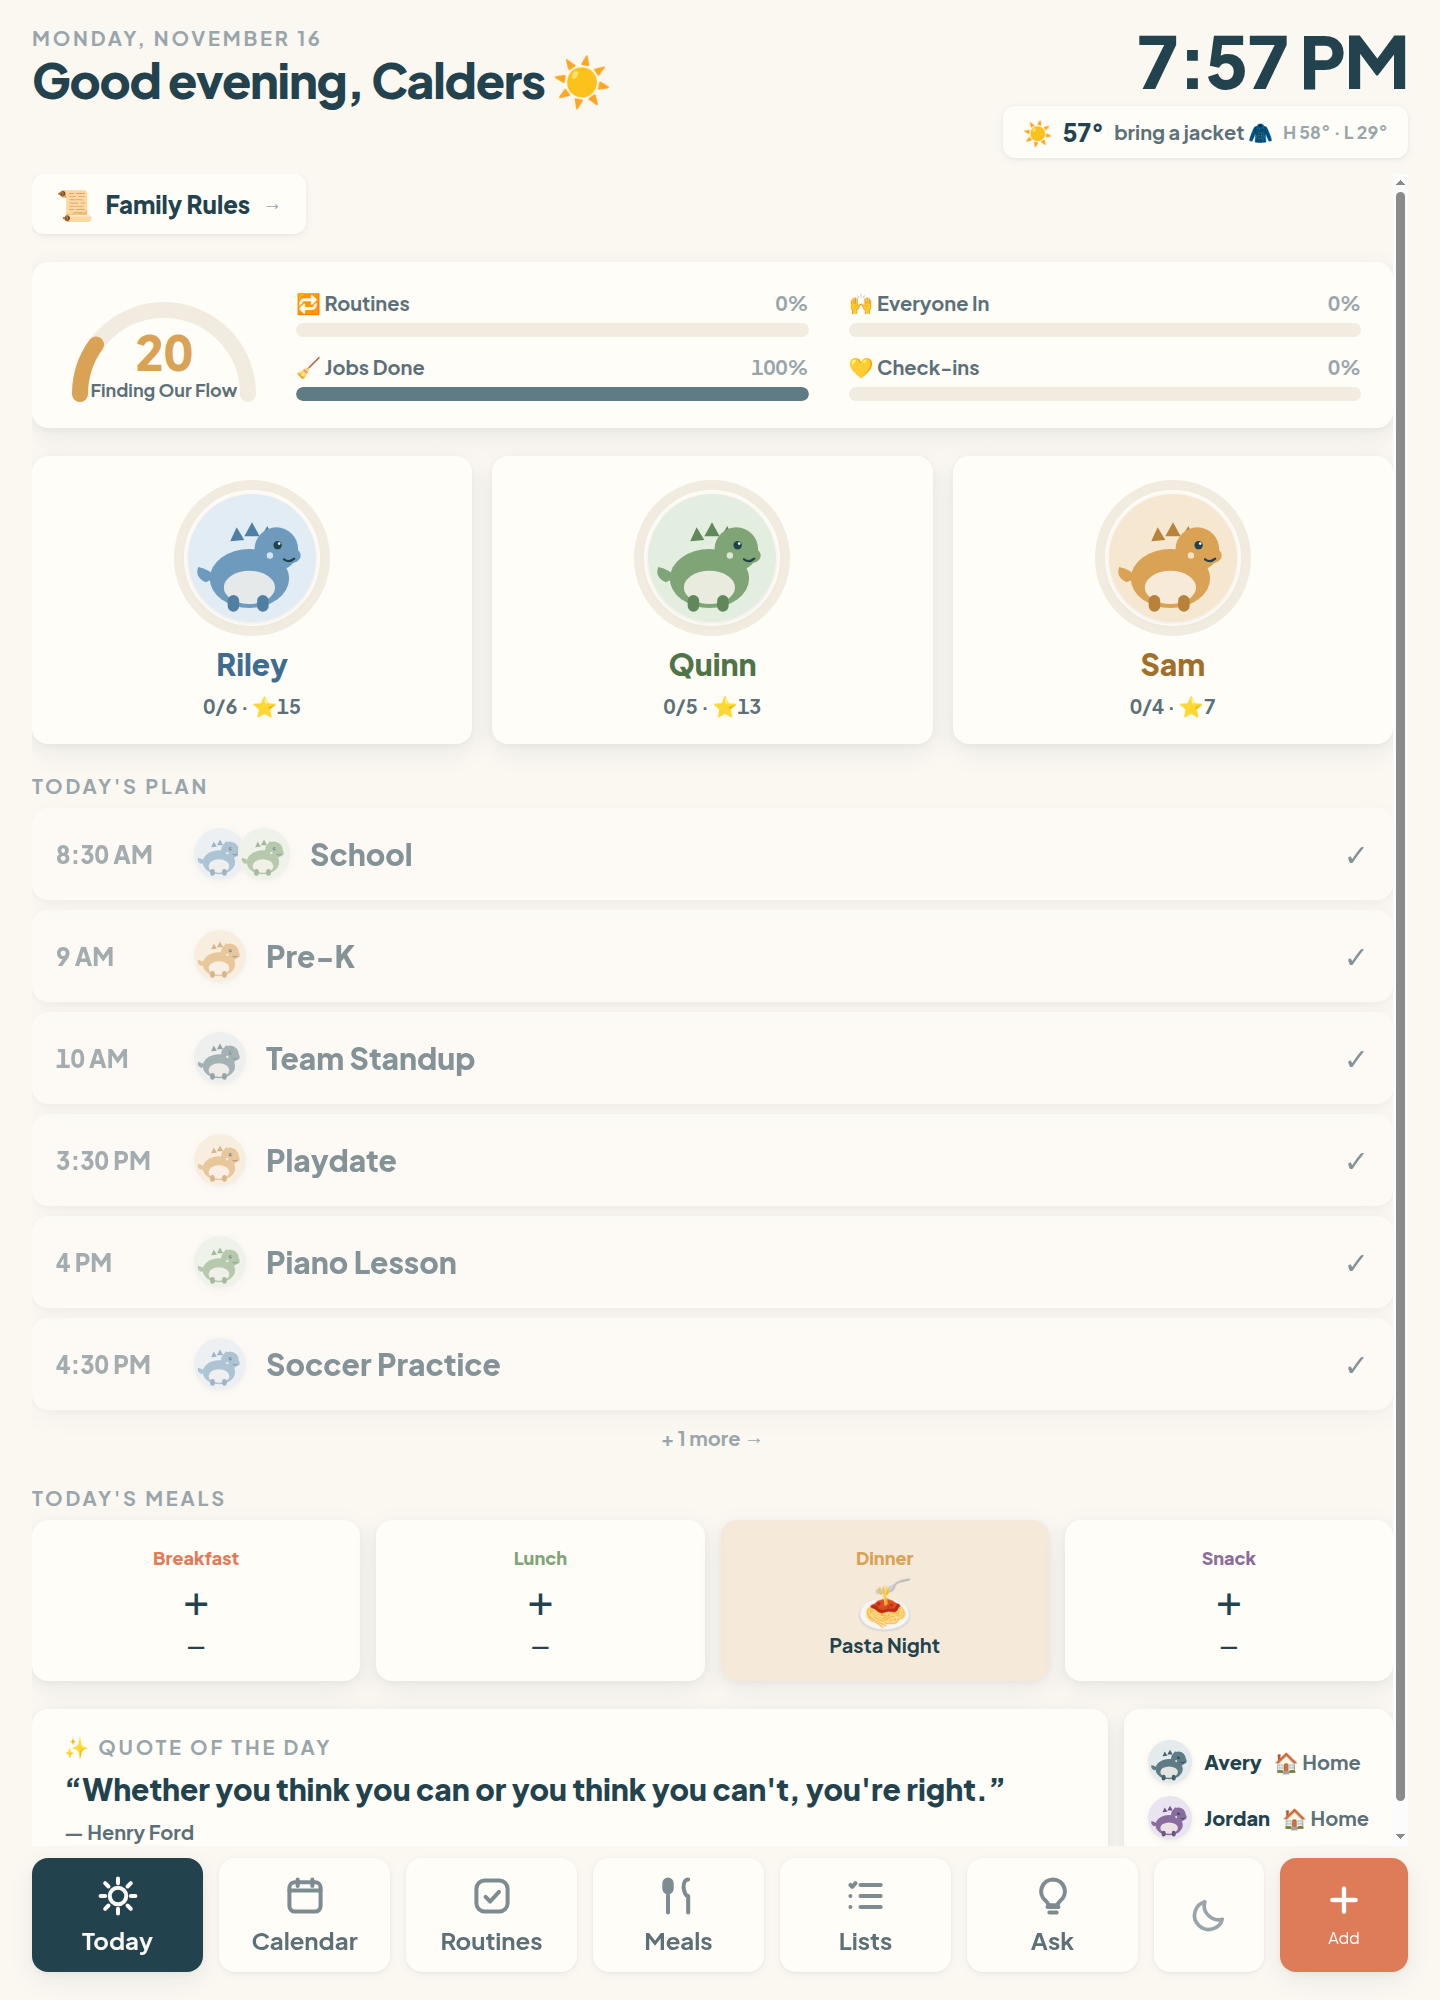 MONDAY, NOVEMBER 16
Good evening, Calders ☀️
7:57 PM
☀️ 57° bring a jacket 🧥 H 58° · L 29°
📜 Family Rules →
20
Finding Our Flow
🔁 Routines 0%
🙌 Everyone In 0%
🧹 Jobs Done 100%
💛 Check-ins 0%
Riley
0/6 · ⭐15
Quinn
0/5 · ⭐13
Sam
0/4 · ⭐7
TODAY'S PLAN
8:30 AM School ✓
9 AM Pre-K ✓
10 AM Team Standup ✓
3:30 PM Playdate ✓
4 PM Piano Lesson ✓
4:30 PM Soccer Practice ✓
+ 1 more →
TODAY'S MEALS
Breakfast
+
–
Lunch
+
–
Dinner
🍝
Pasta Night
Snack
+
–
✨ QUOTE OF THE DAY
“Whether you think you can or you think you can't, you're right.”
— Henry Ford
Avery 🏠 Home
Jordan 🏠 Home
Today
Calendar
Routines
Meals
Lists
Ask
Add